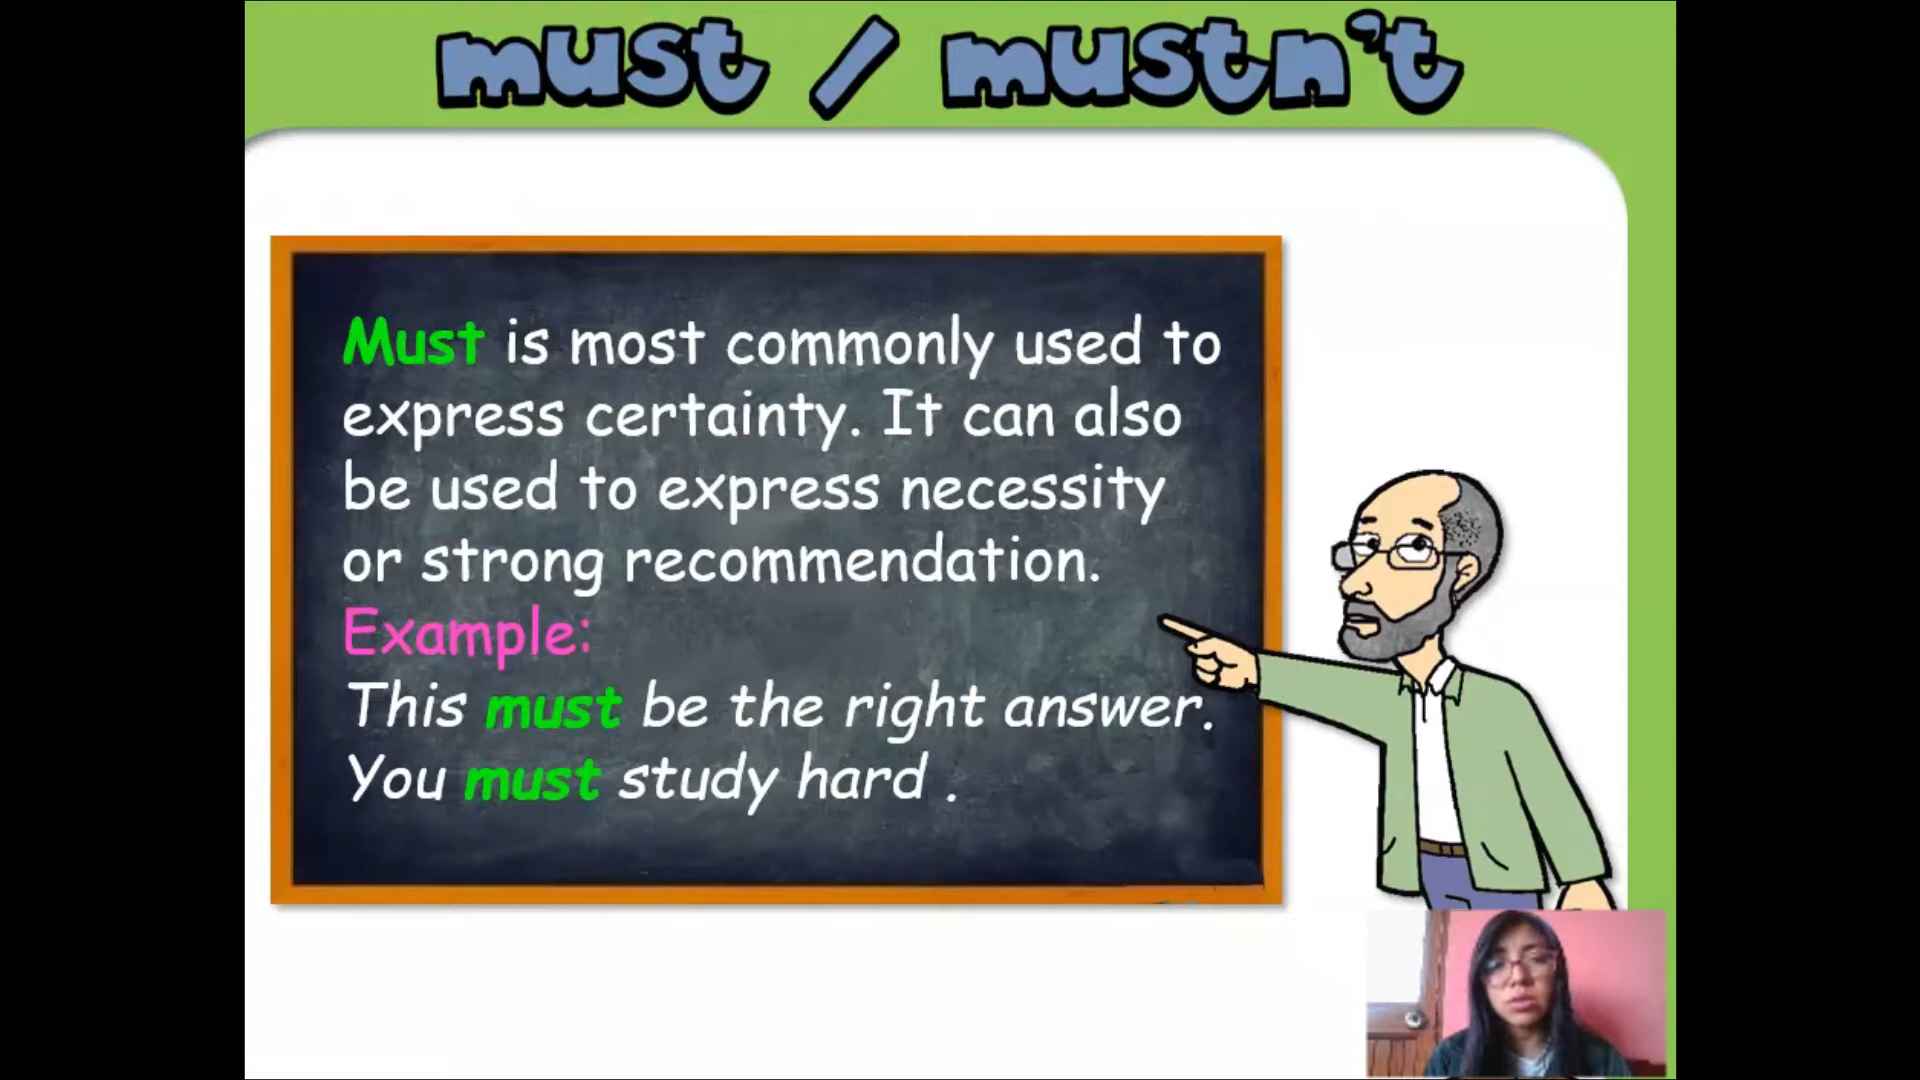 must / mustn't
Must is most commonly used to
express certainty. It can also
be used to express necessity
or strong recommendation.
Example:
This must be the right answer.
You must study hard .